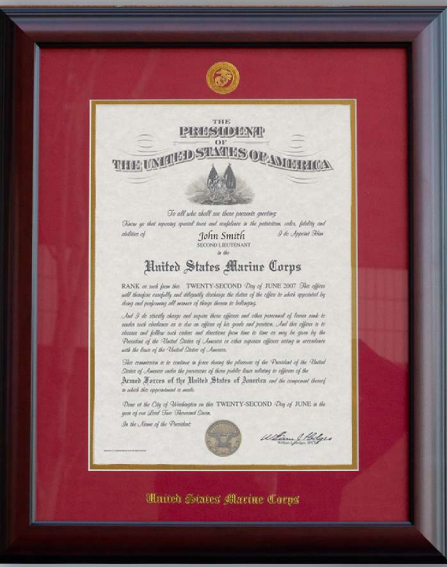 THE
PRESIDENT
OF
THE UNITED STATES OF AMERICA
To all who shall see these presents greeting:
Know ye that reposing special trust and confidence in the patriotism, valor, fidelity and
abilities of John Smith I do Appoint Him
SECOND LIEUTENANT
in the
United States Marine Corps
RANK as such from the TWENTY-SECOND Day of JUNE 2007 This officer
will therefore carefully and diligently discharge the duties of the office to which appointed by
doing and performing all manner of things thereto belonging.
And I do strictly charge and require those officers and other personnel of lesser rank to
render such obedience as is due an officer of his grade and position. And this officer is to
observe and follow such orders and directions from time to time as may be given by the
President of the United States of America or other superior officers acting in accordance
with the laws of the United States of America.
This commission is to continue in force during the pleasure of the President of the United
States of America under the provisions of those public laws relating to officers of the
Armed Forces of the United States of America and the component thereof
in which this appointment is made.
Done at the City of Washington on this TWENTY-SECOND Day of JUNE in the
year of our Lord Two Thousand Seven
In the Name of the President:
United States Marine Corps